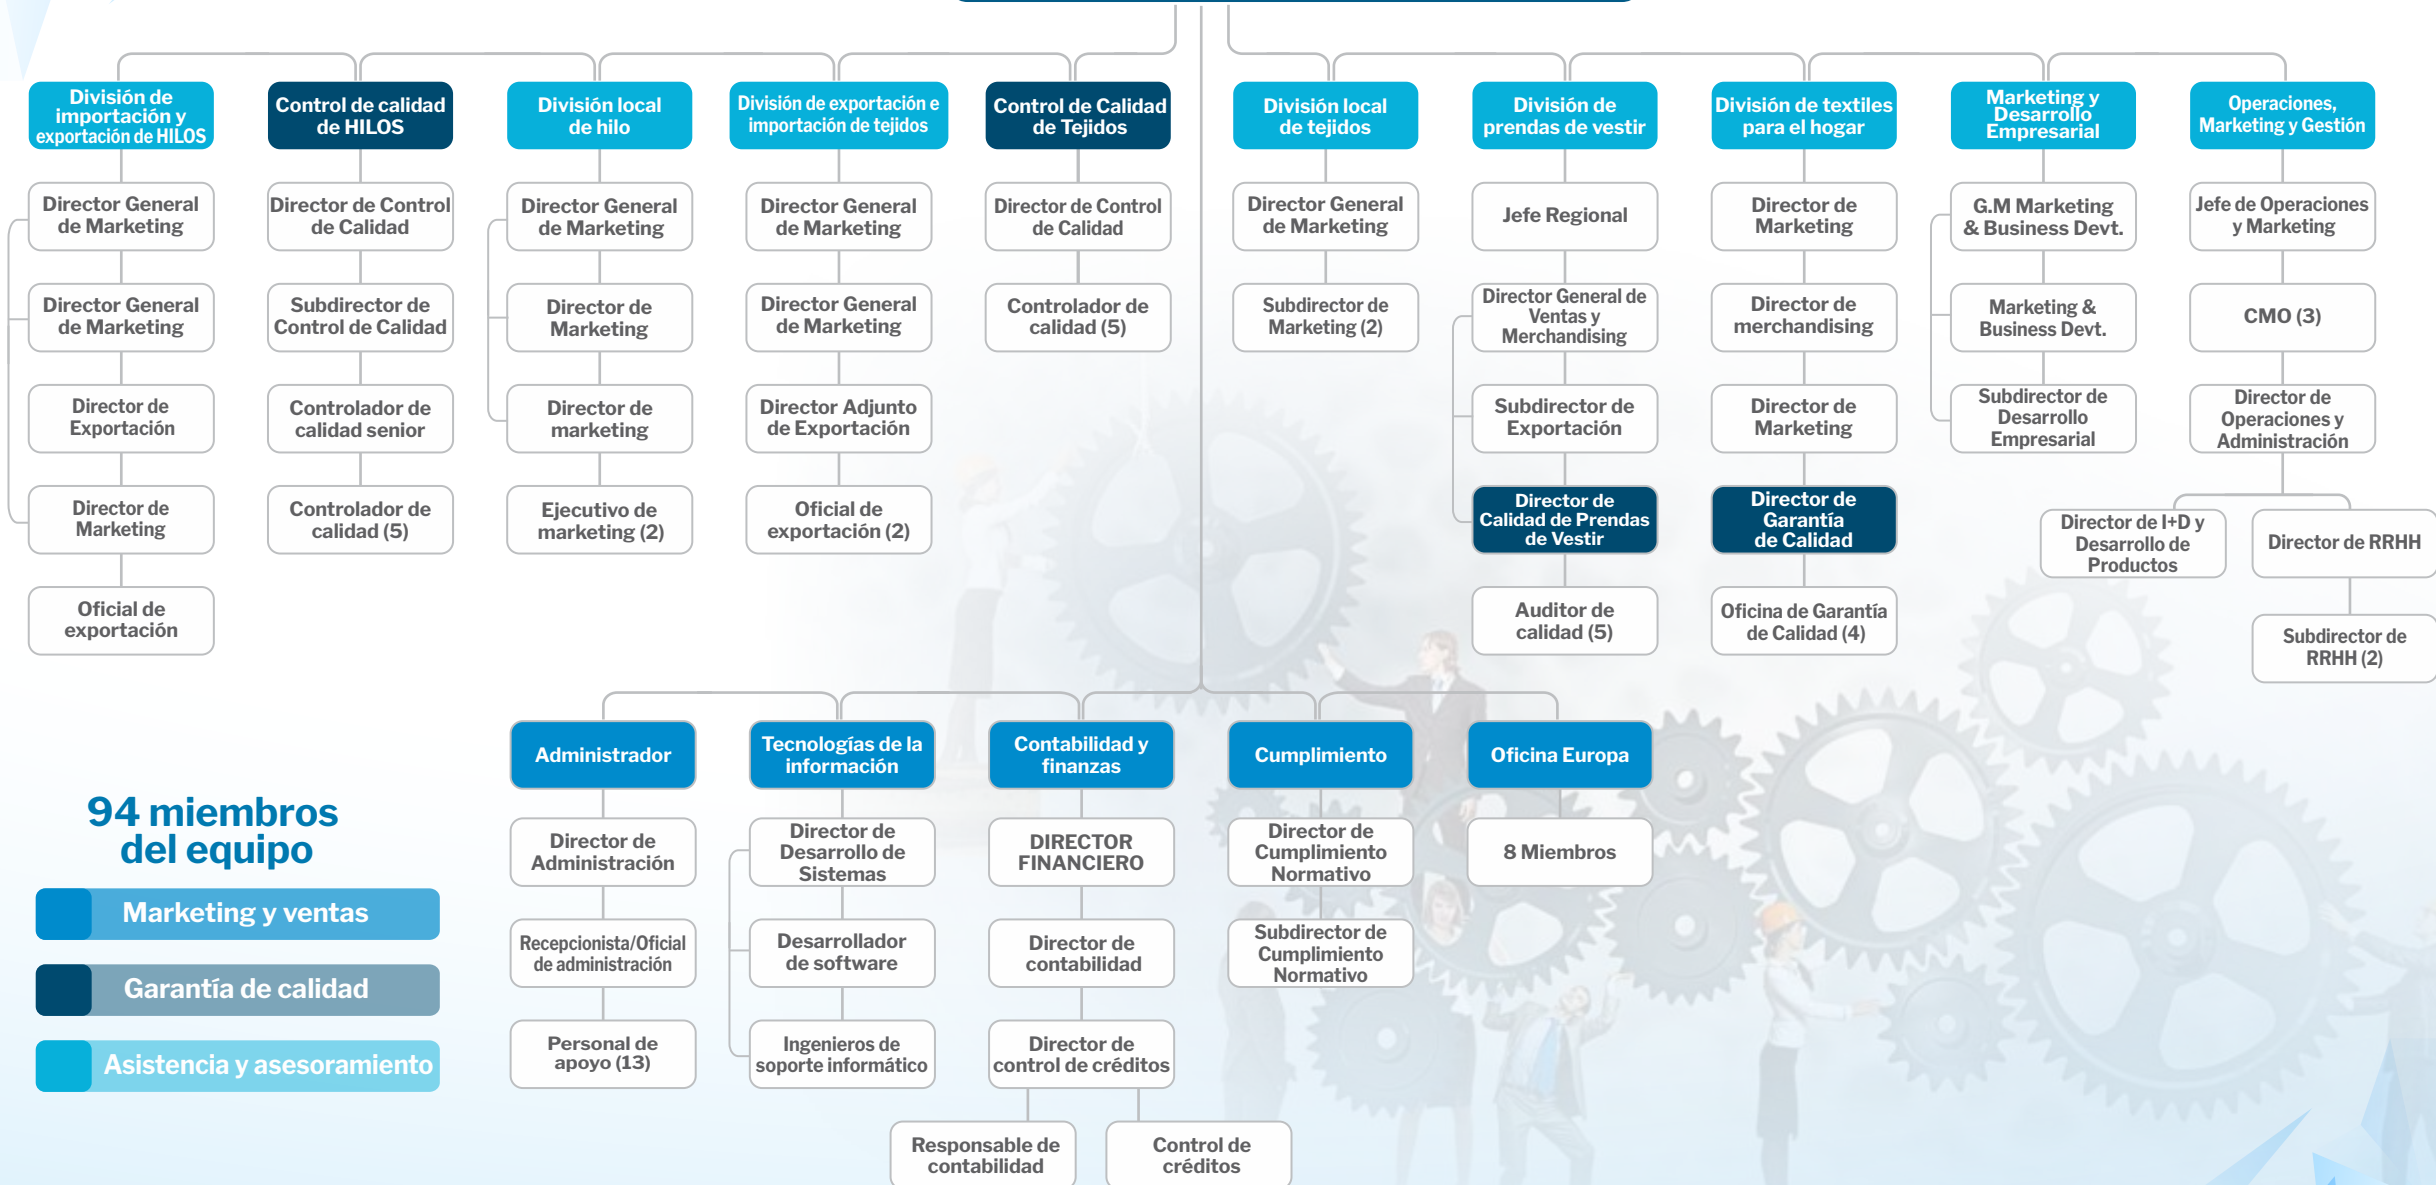 División de
importación y
exportación de HILOS
Director General
de Marketing
Director General
de Marketing
Director de
Exportación
Director de
Marketing
Oficial de
exportación
Control de calidad
de HILOS
Director de Control
de Calidad
Subdirector de
Control de Calidad
Controlador de
calidad senior
Controlador de
calidad (5)
División local
de hilo
Director General
de Marketing
Director de
Marketing
Director de
marketing
Ejecutivo de
marketing (2)
División de exportación e
importación de tejidos
Director General
de Marketing
Director General
de Marketing
Director Adjunto
de Exportación
Oficial de
exportación (2)
Control de Calidad
de Tejidos
Director de Control
de Calidad
Controlador de
calidad (5)
División local
de tejidos
Director General
de Marketing
Subdirector de
Marketing (2)
División de
prendas de vestir
Jefe Regional
Director General de
Ventas y
Merchandising
Subdirector de
Exportación
Director de
Calidad de Prendas
de Vestir
Auditor de
calidad (5)
División de textiles
para el hogar
Director de
Marketing
Director de
merchandising
Director de
Marketing
Director de
Garantía
de Calidad
Oficina de Garantía
de Calidad (4)
Marketing y
Desarrollo
Empresarial
G.M Marketing
& Business Devt.
Marketing &
Business Devt.
Subdirector de
Desarrollo
Empresarial
Operaciones,
Marketing y Gestión
Jefe de Operaciones
y Marketing
CMO (3)
Director de
Operaciones y
Administración
Director de I+D y
Desarrollo de
Productos
Director de RRHH
Subdirector de
RRHH (2)
Administrador
Director de
Administración
Recepcionista/Oficial
de administración
Personal de
apoyo (13)
Tecnologías de la
información
Director de
Desarrollo de
Sistemas
Desarrollador
de software
Ingenieros de
soporte informático
Contabilidad y
finanzas
DIRECTOR
FINANCIERO
Director de
contabilidad
Director de
control de créditos
Responsable de
contabilidad
Control de
créditos
Cumplimiento
Director de
Cumplimiento
Normativo
Subdirector de
Cumplimiento
Normativo
Oficina Europa
8 Miembros
94 miembros
del equipo
Marketing y ventas
Garantía de calidad
Asistencia y asesoramiento